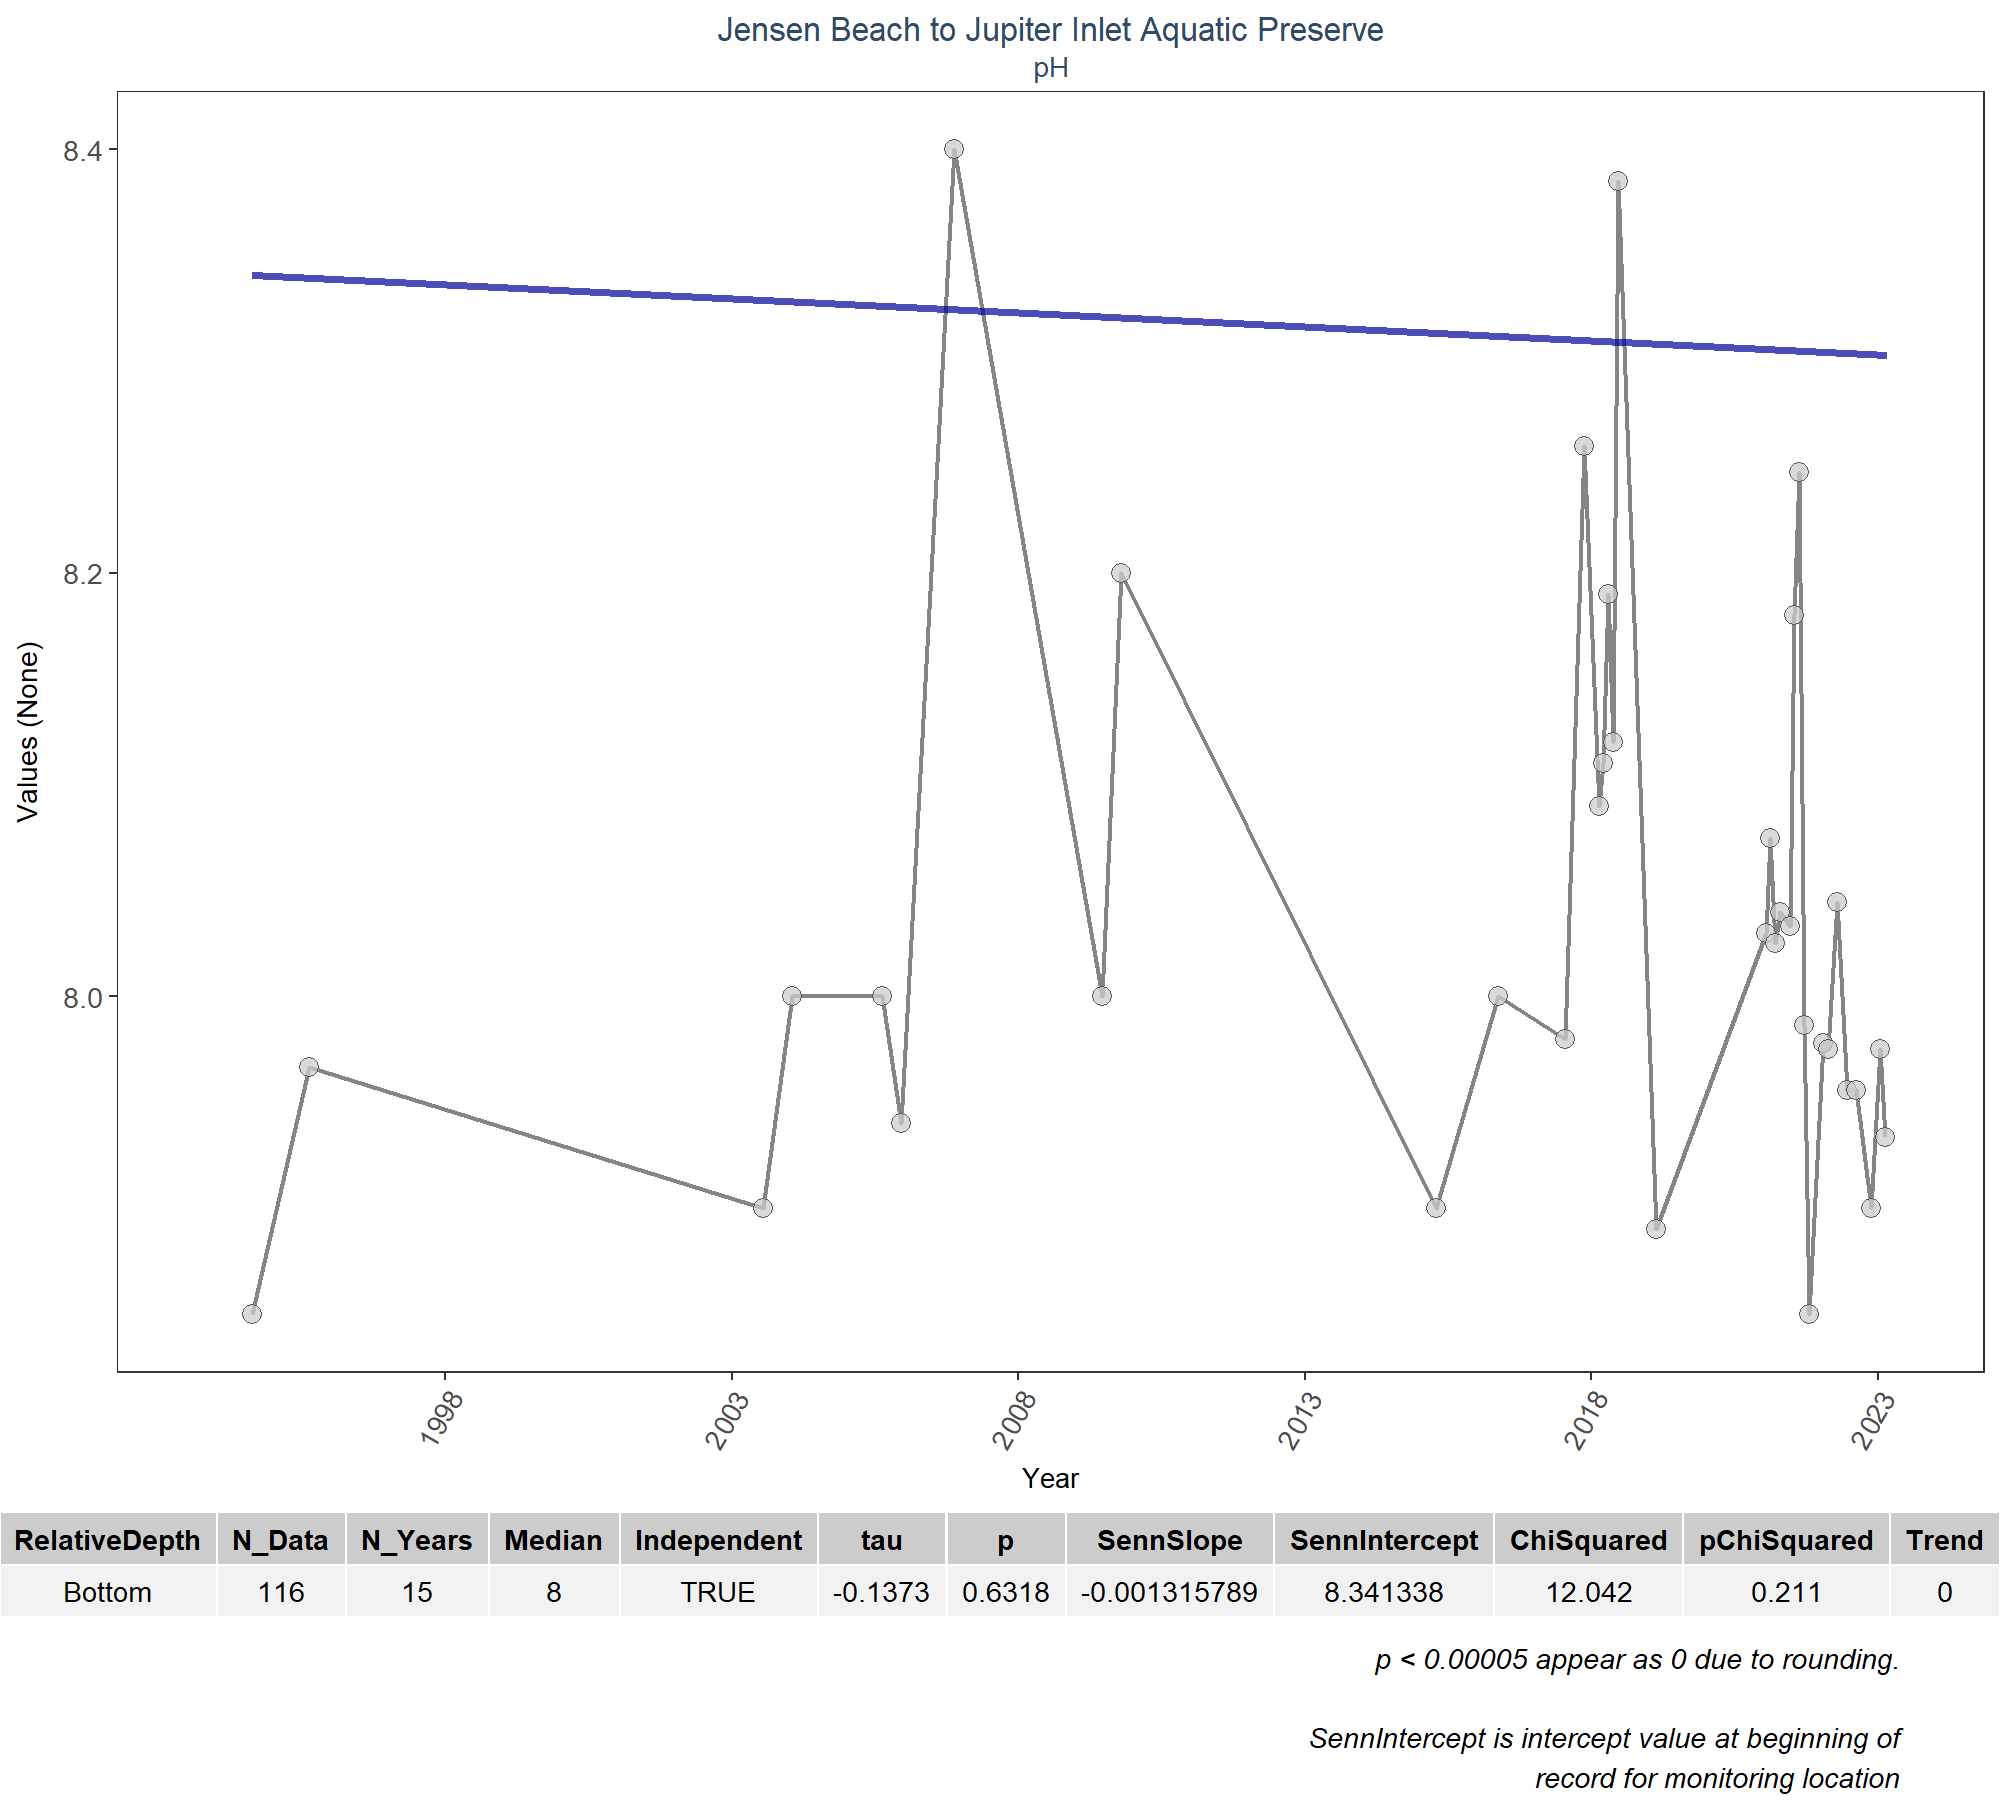 Jensen Beach to Jupiter Inlet Aquatic Preserve
pH
8.4
8.2
8.0
Values (None)
1998
2003
2008
2013
2018
2023
Year
RelativeDepth N_Data N_Years Median Independent tau p SennSlope SennIntercept ChiSquared pChiSquared Trend
Bottom 116 15 8 TRUE -0.1373 0.6318 -0.001315789 8.341338 12.042 0.211 0
p < 0.00005 appear as 0 due to rounding.
SennIntercept is intercept value at beginning of
record for monitoring location